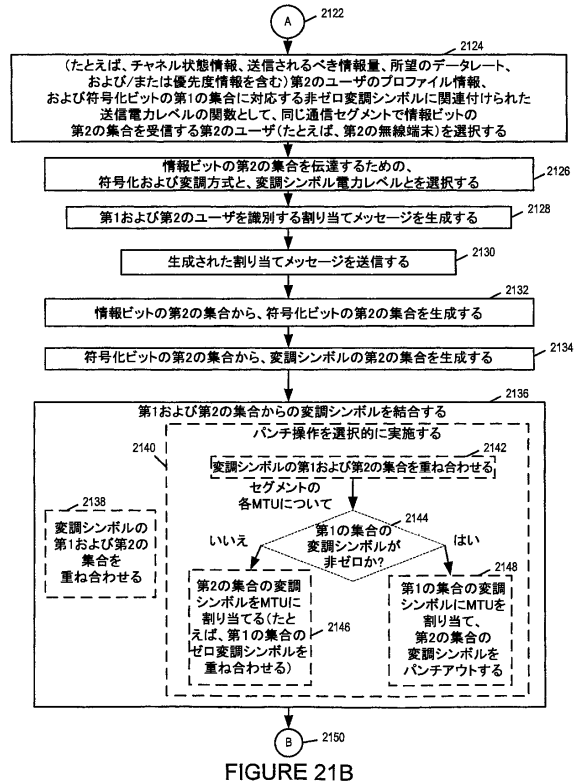 A
2122
2124
(たとえば、チャネル状態情報、送信されるべき情報量、所望のデータレート、
および/または優先度情報を含む)第2のユーザのプロファイル情報、
および符号化ビットの第1の集合に対応する非ゼロ変調シンボルに関連付けられた
送信電力レベルの関数として、同じ通信セグメントで情報ビットの
第2の集合を受信する第2のユーザ(たとえば、第2の無線端末)を選択する
情報ビットの第2の集合を伝達するための、
符号化および変調方式と、変調シンボル電力レベルとを選択する
2126
第1および第2のユーザを識別する割り当てメッセージを生成する
2128
生成された割り当てメッセージを送信する
2130
2132
情報ビットの第2の集合から、符号化ビットの第2の集合を生成する
符号化ビットの第2の集合から、変調シンボルの第2の集合を生成する
2134
2136
第1および第2の集合からの変調シンボルを結合する
パンチ操作を選択的に実施する
2140
2142
変調シンボルの第1および第2の集合を重ね合わせる
セグメントの
各MTUについて
2138
変調シンボルの
第1および第2の
集合を
重ね合わせる
2144
第1の集合の
変調シンボルが
非ゼロか?
いいえ
はい
第2の集合の変調
シンボルをMTUに
割り当てる(たと
えば、第1の集合の
ゼロ変調シンボルを
重ね合わせる)
2146
2148
第1の集合の変調
シンボルにMTUを
割り当て、
第2の集合の
変調シンボルを
パンチアウトする
B
2150
FIGURE 21B